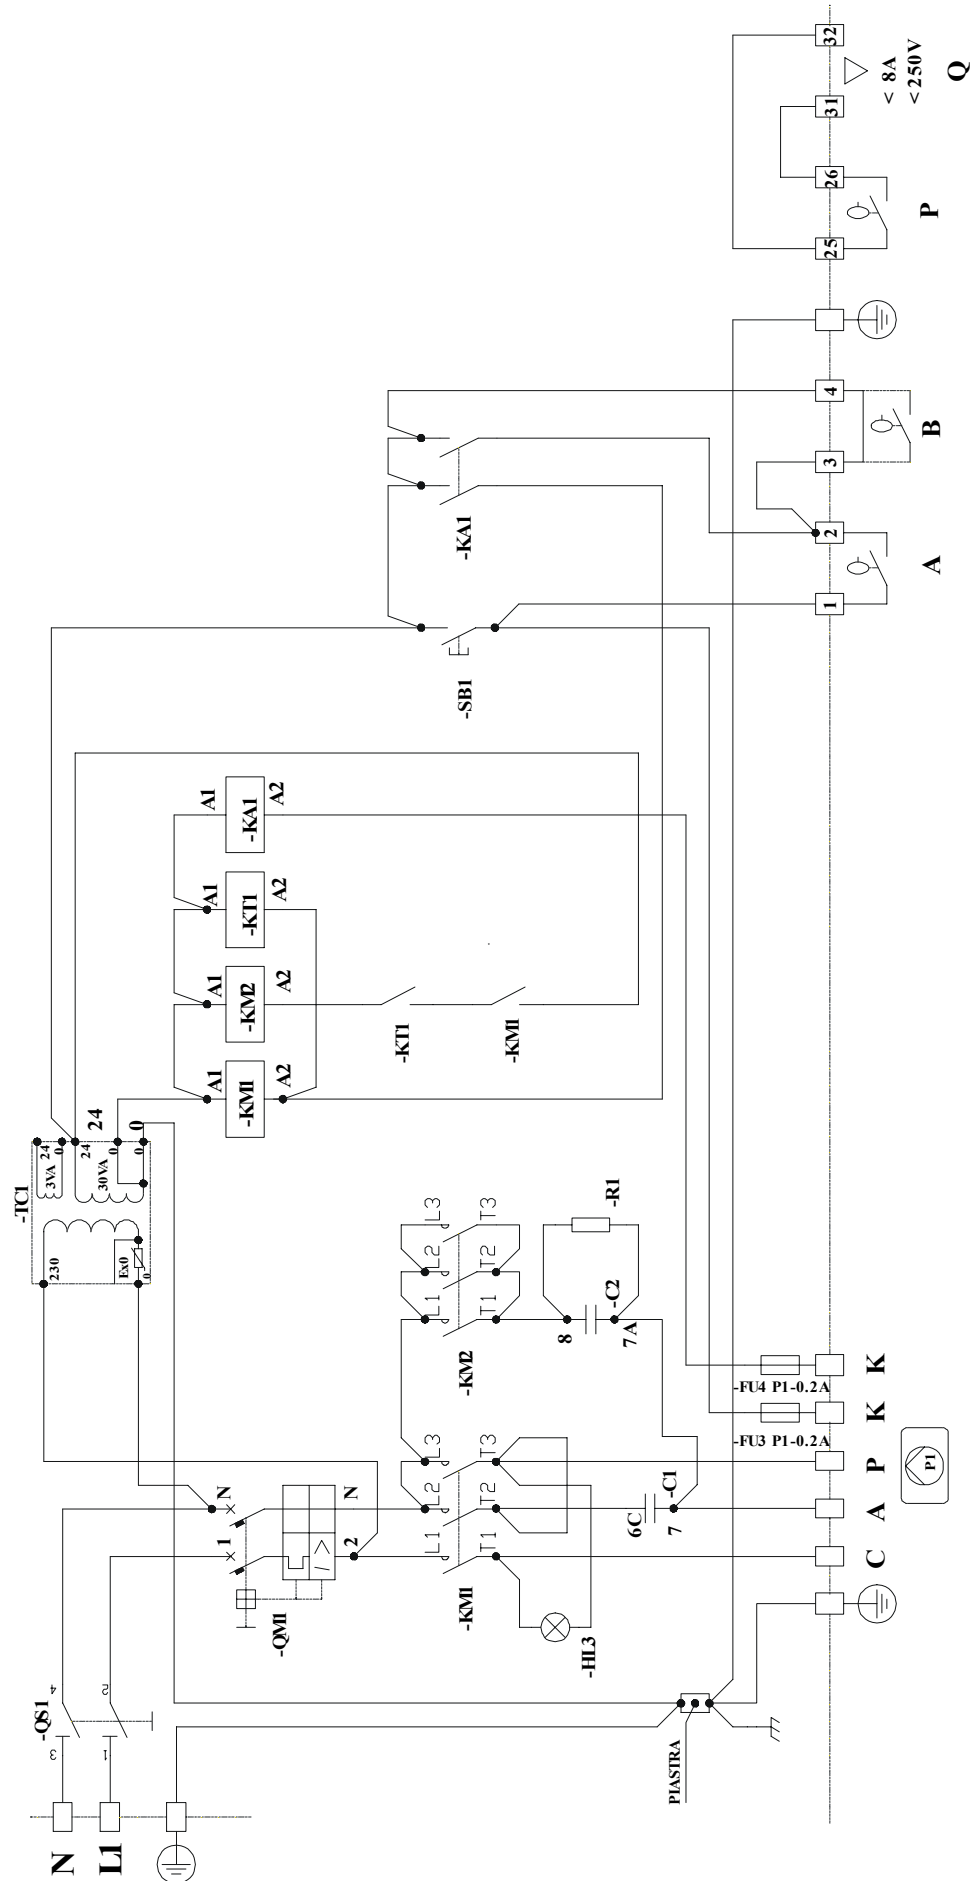 N
L1
3
4
1
2
-QS1
-TC1
230
Ex0
0
24
3VA
0
24
30VA
0
0
24
0
1
N
-QM1
I >
2
N
A1
A1
A1
A1
-KM1
-KM2
-KT1
-KA1
A2
A2
A2
A2
-KT1
-KM1
L1
L2
L3
-KM1
T1
T2
T3
L1
L2
L3
-KM2
T1
T2
T3
-HL3
6C
-C1
7
8
-C2
7A
-R1
-SB1
-KA1
PIASTRA
-FU3 P1-0.2A
-FU4 P1-0.2A
C
A
P
K
K
P1
1
2
3
4
25
26
31
32
A
B
P
Q
< 8A
<250V